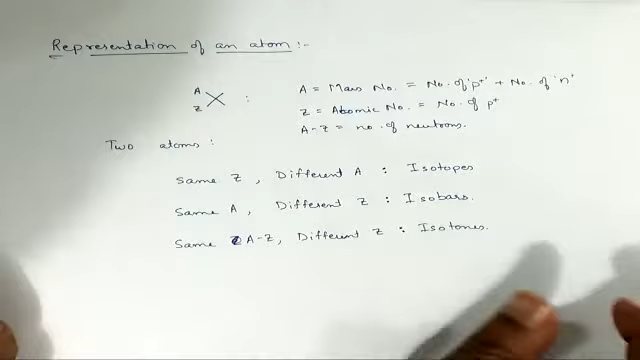 Representation of an atom :-
A
Z X : A = Mass No. = No. of 'p+' + No. of 'n'
Z = Atomic No. = No. of p+
A-Z = no. of neutrons.
Two atoms :
Same Z, Different A : Isotopes
Same A, Different Z : Isobars.
Same A-Z, Different Z : Isotones.